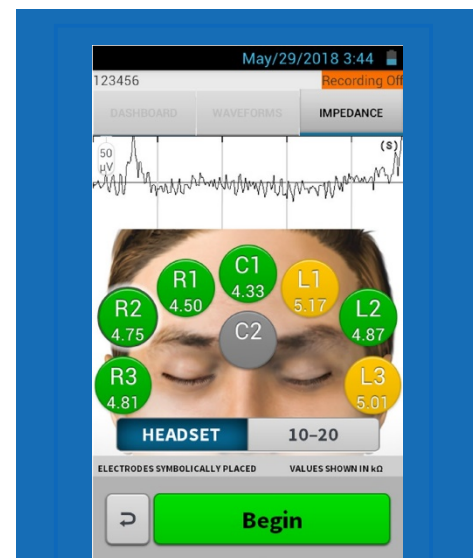 May/29/2018 3:44
123456 Recording Off
DASHBOARD WAVEFORMS IMPEDANCE
50 µV (S)
C1 4.33
R1 4.50
L1 5.17
R2 4.75
L2 4.87
C2
R3 4.81
L3 5.01
HEADSET 10–20
ELECTRODES SYMBOLICALLY PLACED VALUES SHOWN IN kΩ
Begin